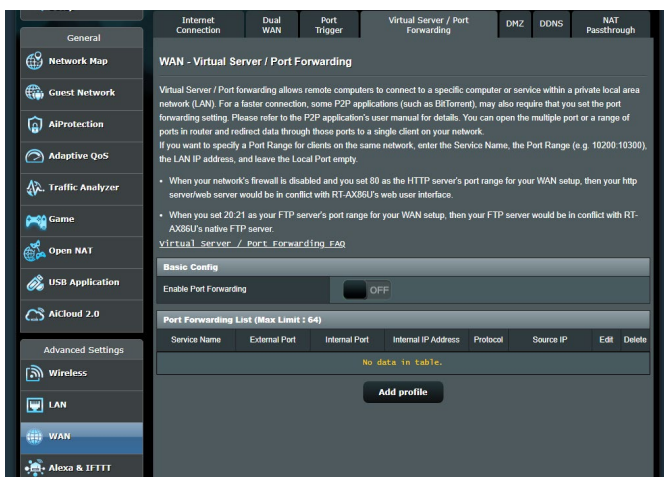 General
Network Map
Guest Network
AiProtection
Adaptive QoS
Traffic Analyzer
Game
Open NAT
USB Application
AiCloud 2.0
Advanced Settings
Wireless
LAN
WAN
Alexa & IFTTT
Internet Connection
Dual WAN
Port Trigger
Virtual Server / Port Forwarding
DMZ
DDNS
NAT Passthrough
WAN - Virtual Server / Port Forwarding
Virtual Server / Port forwarding allows remote computers to connect to a specific computer or service within a private local area
network (LAN). For a faster connection, some P2P applications (such as BitTorrent), may also require that you set the port
forwarding setting. Please refer to the P2P application's user manual for details. You can open the multiple port or a range of
ports in router and redirect data through those ports to a single client on your network.
If you want to specify a Port Range for clients on the same network, enter the Service Name, the Port Range (e.g. 10200:10300),
the LAN IP address, and leave the Local Port empty.
• When your network's firewall is disabled and you set 80 as the HTTP server's port range for your WAN setup, then your http
server/web server would be in conflict with RT-AX86U's web user interface.
• When you set 20:21 as your FTP server's port range for your WAN setup, then your FTP server would be in conflict with RT-
AX86U's native FTP server.
Virtual Server / Port Forwarding FAQ
Basic Config
Enable Port Forwarding OFF
Port Forwarding List (Max Limit : 64)
Service Name External Port Internal Port Internal IP Address Protocol Source IP Edit Delete
No data in table.
Add profile